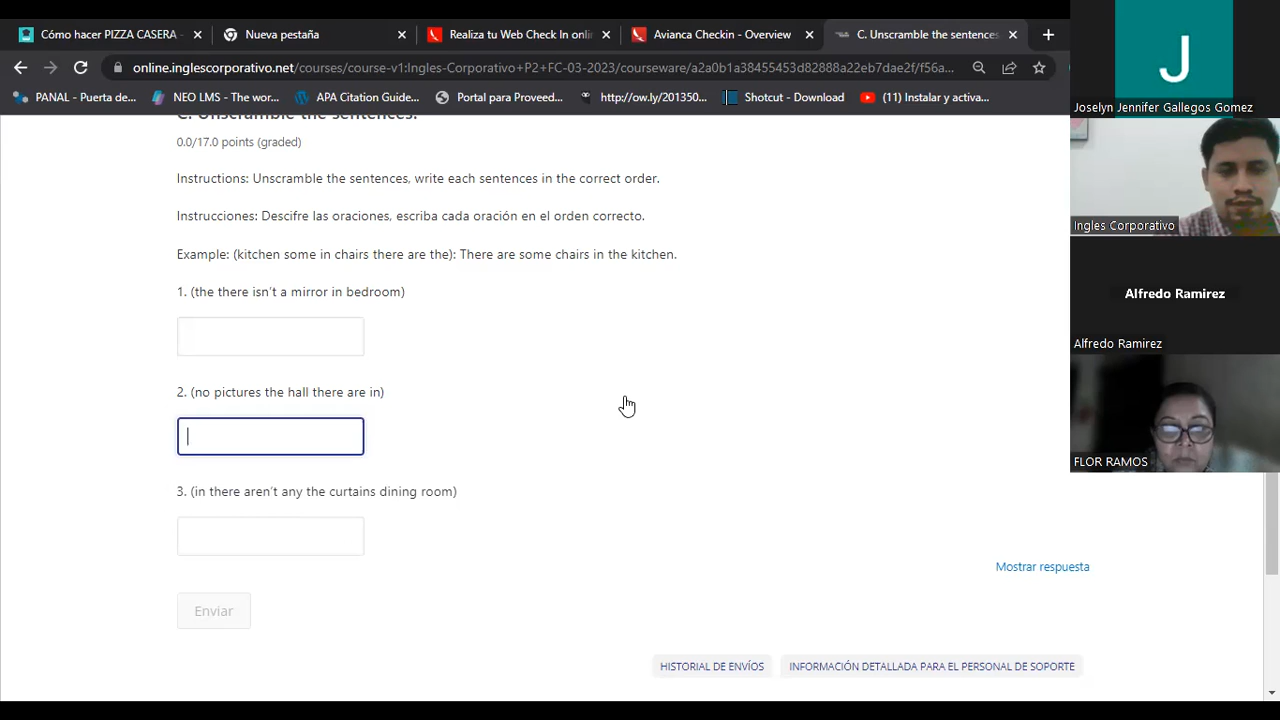 Cómo hacer PIZZA CASERA -
Nueva pestaña
Realiza tu Web Check In onlin
Avianca Checkin - Overview
C. Unscramble the sentences
online.inglescorporativo.net/courses/course-v1:Ingles-Corporativo+P2+FC-03-2023/courseware/a2a0b1a38455453d82888a22eb7dae2f/f56a...
PANAL - Puerta de...
NEO LMS - The wor...
APA Citation Guide...
Portal para Proveed...
http://ow.ly/201350...
Shotcut - Download
(11) Instalar y activa...
C. Unscramble the sentences.
0.0/17.0 points (graded)
Instructions: Unscramble the sentences, write each sentences in the correct order.
Instrucciones: Descifre las oraciones, escriba cada oración en el orden correcto.
Example: (kitchen some in chairs there are the): There are some chairs in the kitchen.
1. (the there isn't a mirror in bedroom)
2. (no pictures the hall there are in)
3. (in there aren't any the curtains dining room)
Mostrar respuesta
Enviar
HISTORIAL DE ENVÍOS
INFORMACIÓN DETALLADA PARA EL PERSONAL DE SOPORTE
J
Joselyn Jennifer Gallegos Gomez
Ingles Corporativo
Alfredo Ramirez
Alfredo Ramirez
FLOR RAMOS